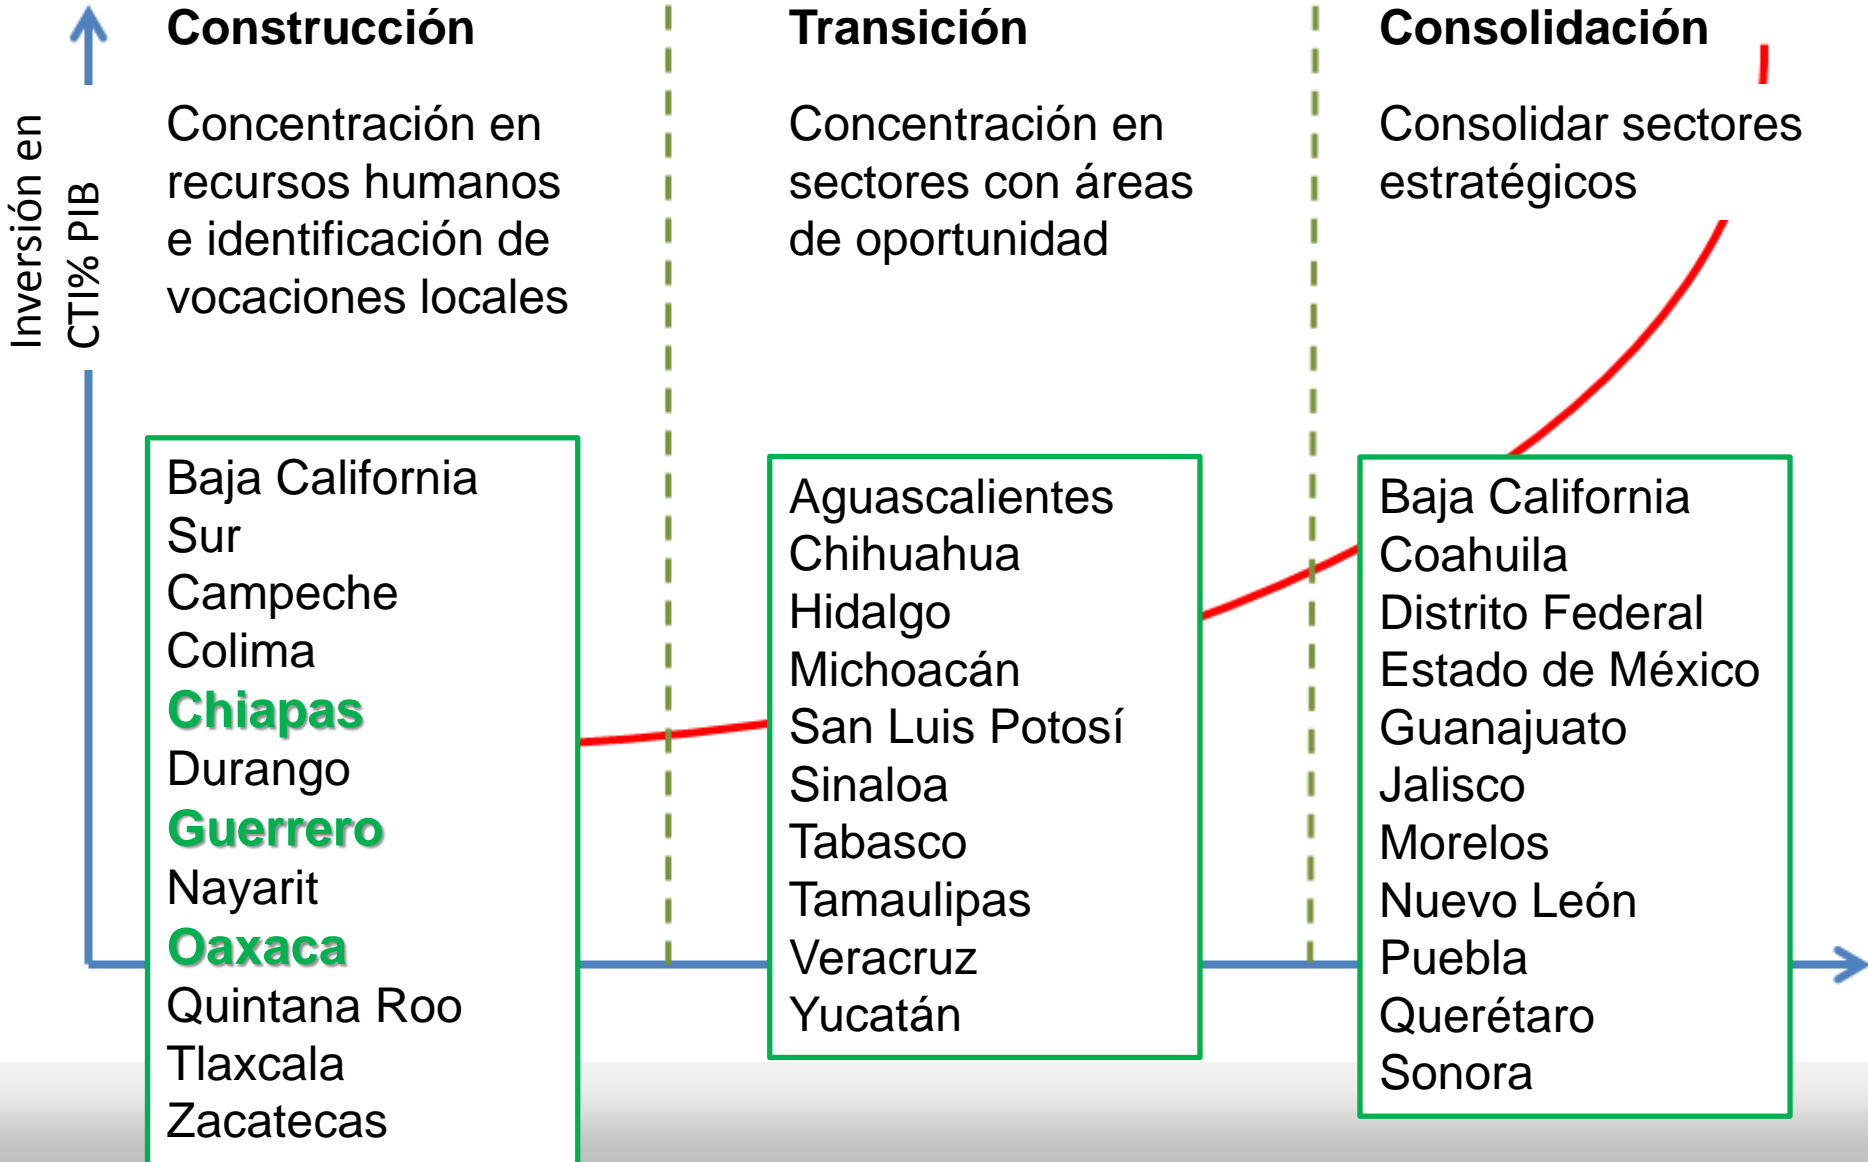 Inversión en
CTI% PIB
Construcción
Concentración en
recursos humanos
e identificación de
vocaciones locales
Baja California
Sur
Campeche
Colima
Chiapas
Durango
Guerrero
Nayarit
Oaxaca
Quintana Roo
Tlaxcala
Zacatecas
Transición
Concentración en
sectores con áreas
de oportunidad
Aguascalientes
Chihuahua
Hidalgo
Michoacán
San Luis Potosí
Sinaloa
Tabasco
Tamaulipas
Veracruz
Yucatán
Consolidación
Consolidar sectores
estratégicos
Baja California
Coahuila
Distrito Federal
Estado de México
Guanajuato
Jalisco
Morelos
Nuevo León
Puebla
Querétaro
Sonora